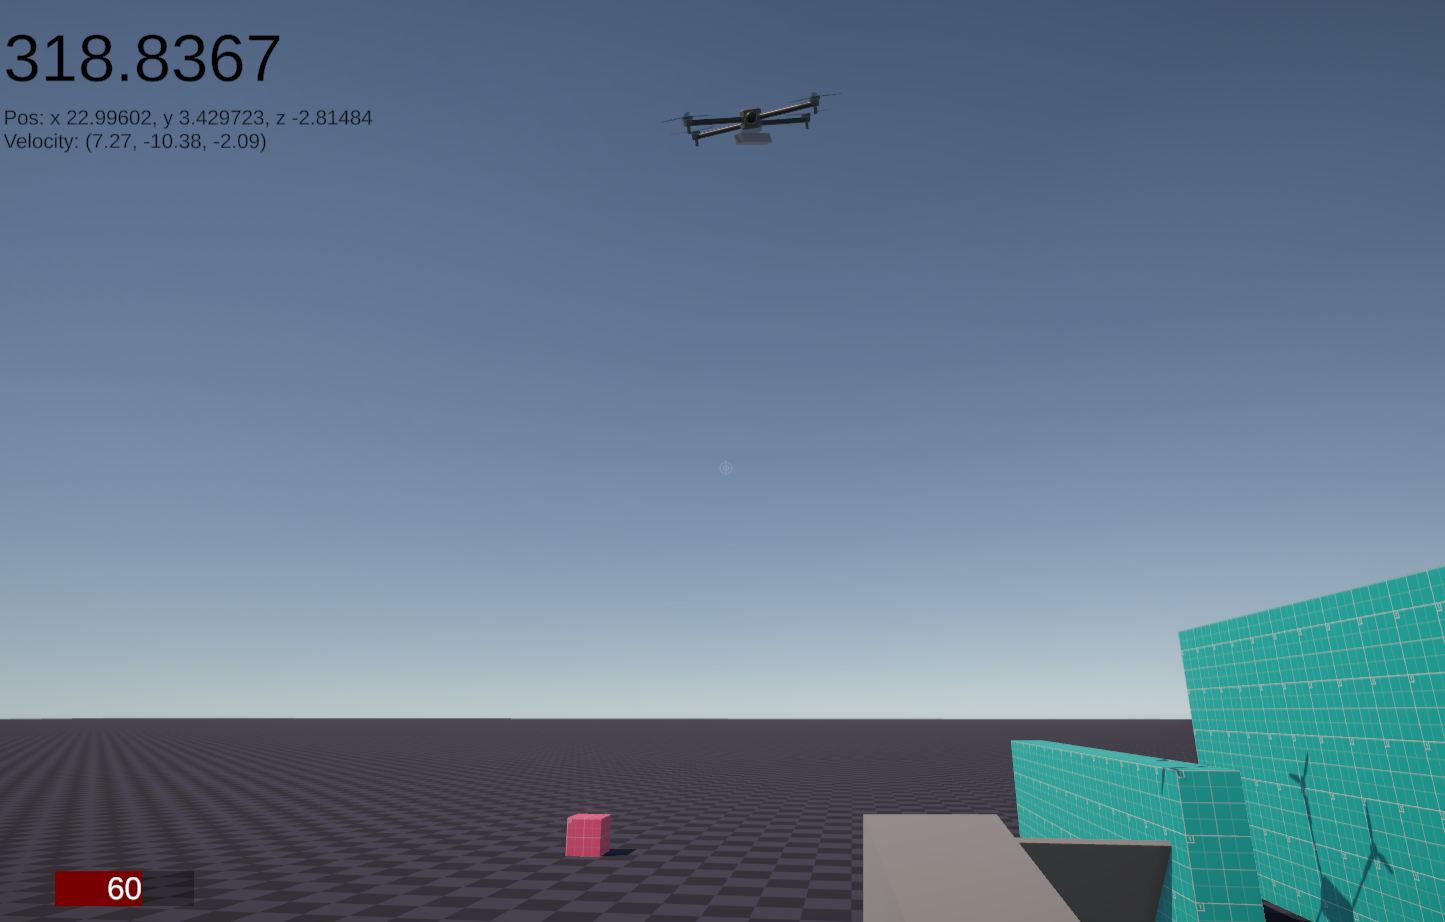 318.8367
Pos: x 22.99602, y 3.429723, z -2.81484
Velocity: (7.27, -10.38, -2.09)
60